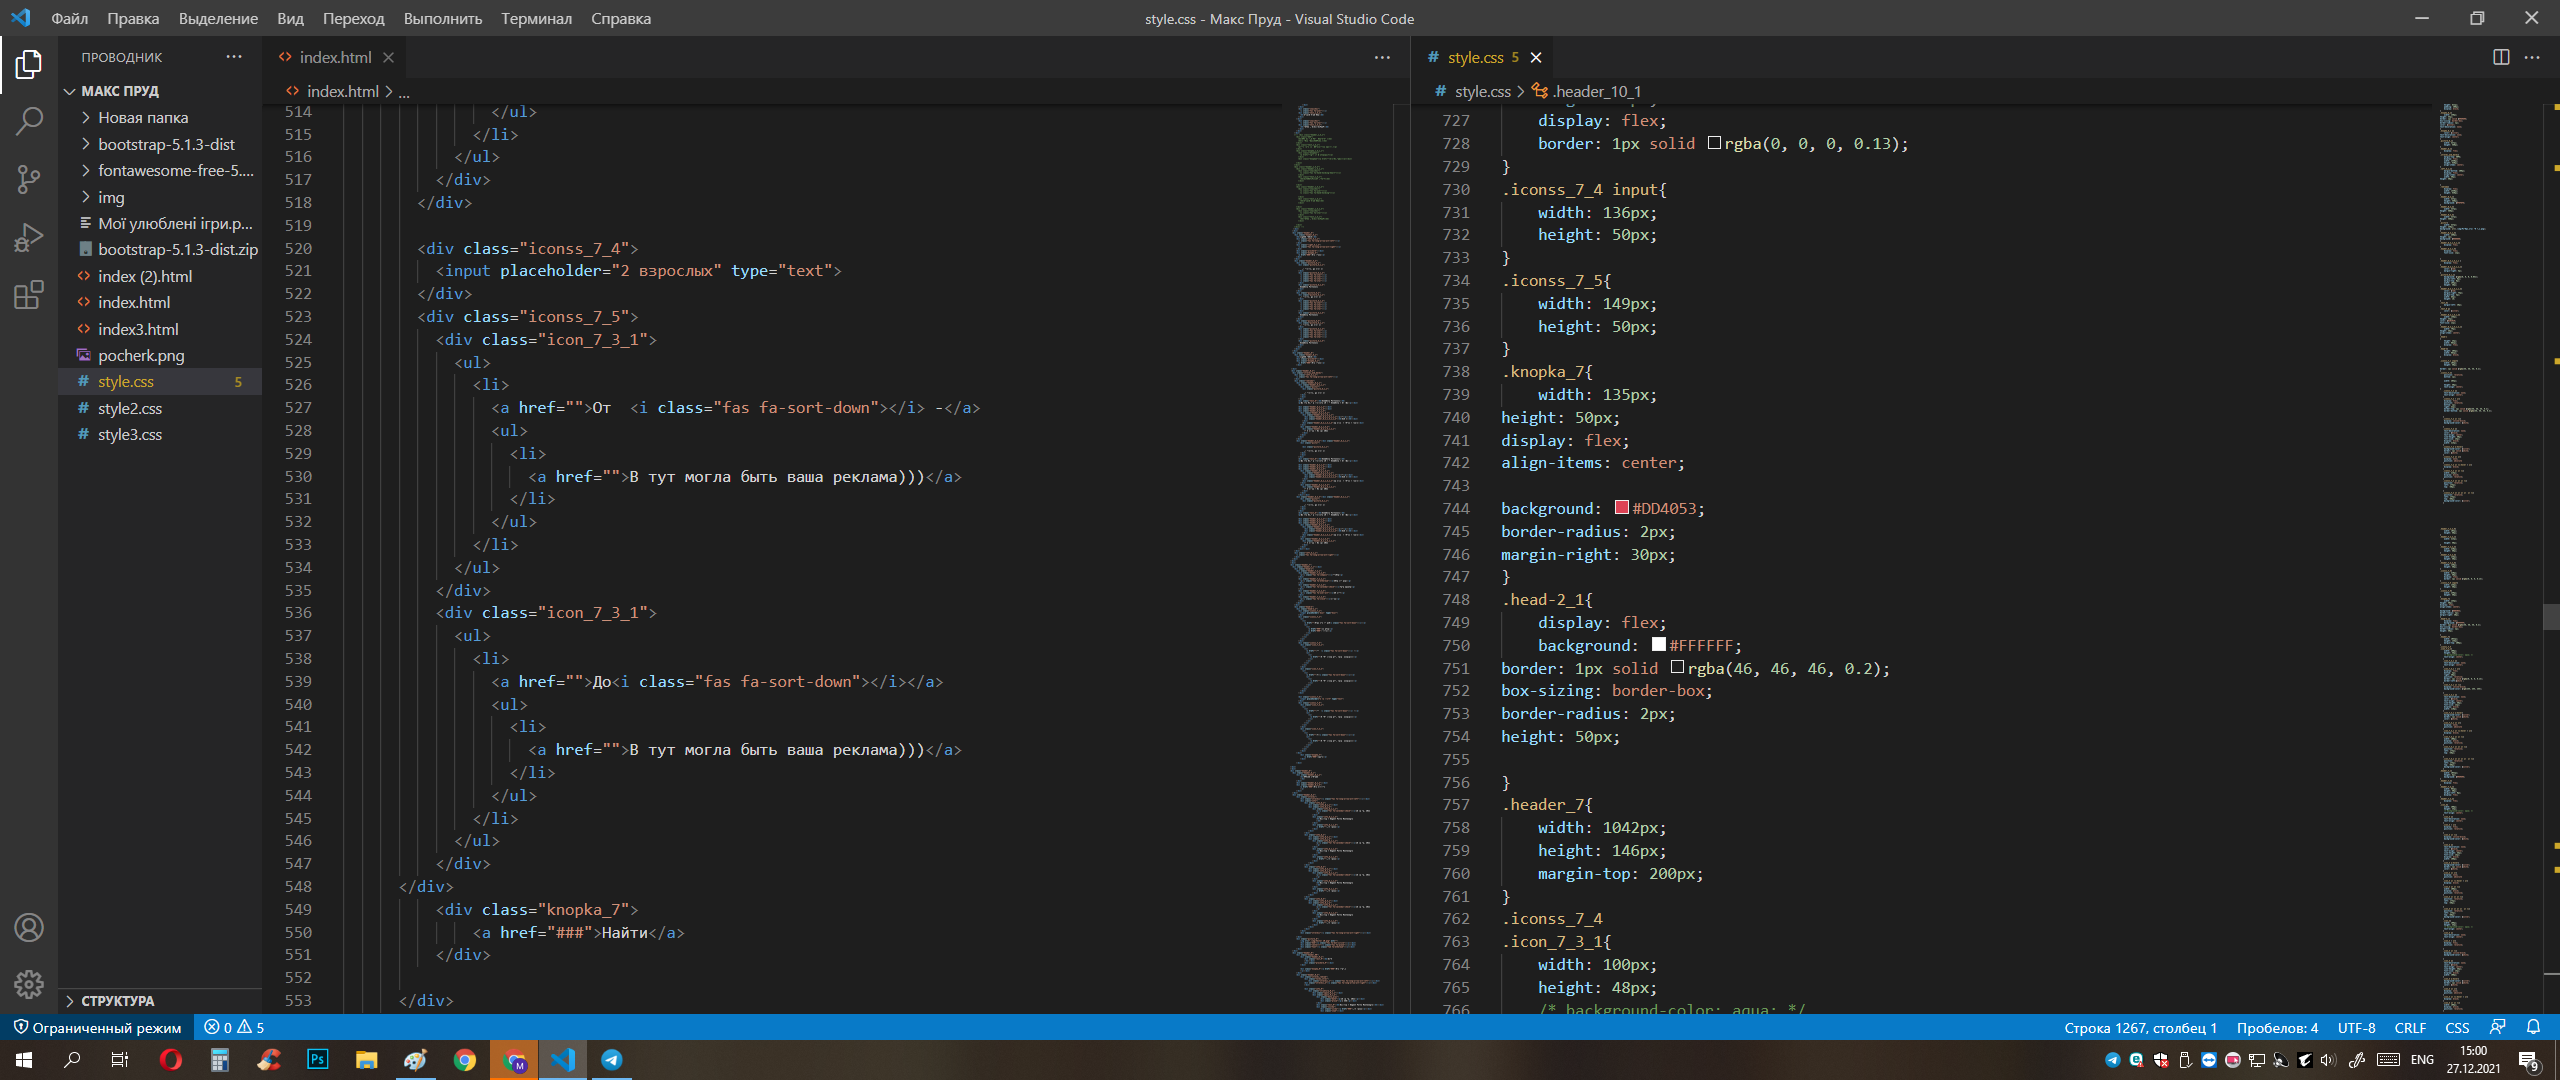 Файл Правка Выделение Вид Переход Выполнить Терминал Справка
style.css - Макс Пруд - Visual Studio Code
ПРОВОДНИК
МАКС ПРУД
Новая папка
bootstrap-5.1.3-dist
fontawesome-free-5....
img
Мої улюблені ігри.p...
bootstrap-5.1.3-dist.zip
index (2).html
index.html
index3.html
pocherk.png
style.css 5
style2.css
style3.css
СТРУКТУРА
index.html
index.html > ...
514 </ul>
515 </li>
516 </ul>
517 </div>
518 </div>
519
520 <div class="iconss_7_4">
521 <input placeholder="2 взрослых" type="text">
522 </div>
523 <div class="iconss_7_5">
524 <div class="icon_7_3_1">
525 <ul>
526 <li>
527 <a href="">От  <i class="fas fa-sort-down"></i> -</a>
528 <ul>
529 <li>
530 <a href="">В тут могла быть ваша реклама)))</a>
531 </li>
532 </ul>
533 </li>
534 </ul>
535 </div>
536 <div class="icon_7_3_1">
537 <ul>
538 <li>
539 <a href="">До<i class="fas fa-sort-down"></i></a>
540 <ul>
541 <li>
542 <a href="">В тут могла быть ваша реклама)))</a>
543 </li>
544 </ul>
545 </li>
546 </ul>
547 </div>
548 </div>
549 <div class="knopka_7">
550 <a href="###">Найти</a>
551 </div>
552
553 </div>
style.css 5
style.css > .header_10_1
727 display: flex;
728 border: 1px solid rgba(0, 0, 0, 0.13);
729 }
730 .iconss_7_4 input{
731 width: 136px;
732 height: 50px;
733 }
734 .iconss_7_5{
735 width: 149px;
736 height: 50px;
737 }
738 .knopka_7{
739 width: 135px;
740 height: 50px;
741 display: flex;
742 align-items: center;
743
744 background: #DD4053;
745 border-radius: 2px;
746 margin-right: 30px;
747 }
748 .head-2_1{
749 display: flex;
750 background: #FFFFFF;
751 border: 1px solid rgba(46, 46, 46, 0.2);
752 box-sizing: border-box;
753 border-radius: 2px;
754 height: 50px;
755
756 }
757 .header_7{
758 width: 1042px;
759 height: 146px;
760 margin-top: 200px;
761 }
762 .iconss_7_4
763 .icon_7_3_1{
764 width: 100px;
765 height: 48px;
766 /* background-color: aqua; */
Ограниченный режим 0 5
Строка 1267, столбец 1 Пробелов: 4 UTF-8 CRLF CSS
Ps
M
ENG
15:00
27.12.2021
9